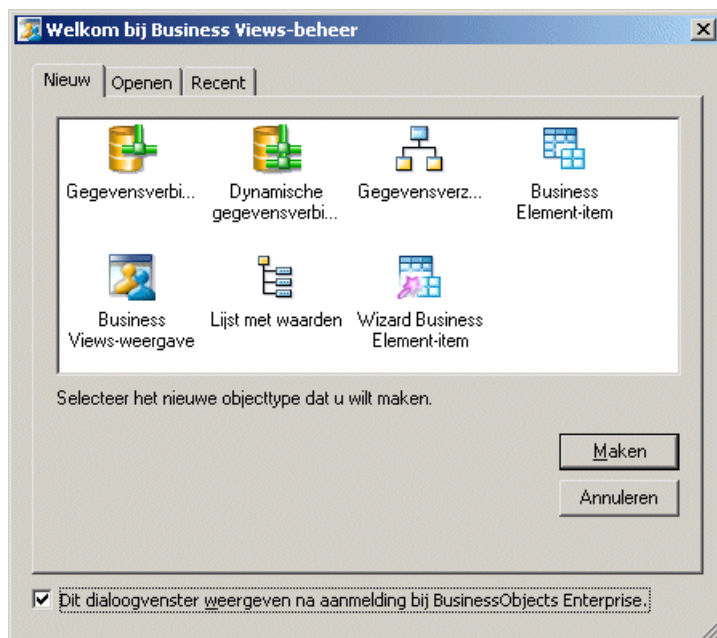 Welkom bij Business Views-beheer
Nieuw
Openen
Recent
Gegevensverbi...
Dynamische
gegevensverbi...
Gegevensverz...
Business
Element-item
Business
Views-weergave
Lijst met waarden
Wizard Business
Element-item
Selecteer het nieuwe objecttype dat u wilt maken.
Maken
Annuleren
Dit dialoogvenster weergeven na aanmelding bij BusinessObjects Enterprise.